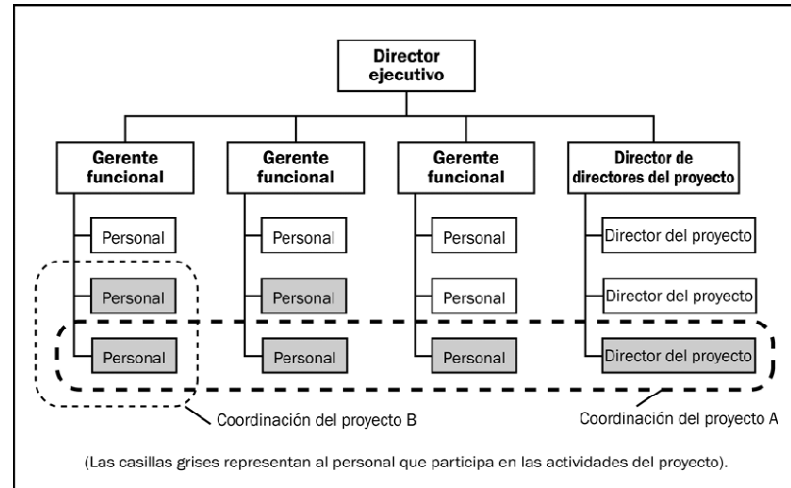 Director
ejecutivo
Gerente
funcional
Gerente
funcional
Gerente
funcional
Director de
directores del proyecto
Personal
Personal
Personal
Director del proyecto
Personal
Personal
Personal
Director del proyecto
Personal
Personal
Personal
Director del proyecto
Coordinación del proyecto B
Coordinación del proyecto A
(Las casillas grises representan al personal que participa en las actividades del proyecto).